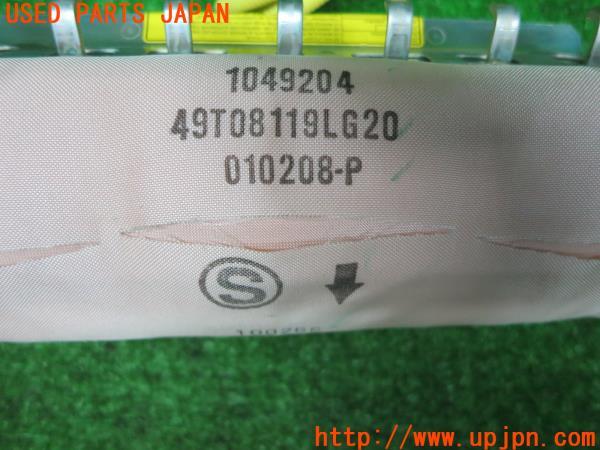 USED PARTS JAPAN
1049204
49T08119LG20
010208-P
S
http://www.upjpn.com/